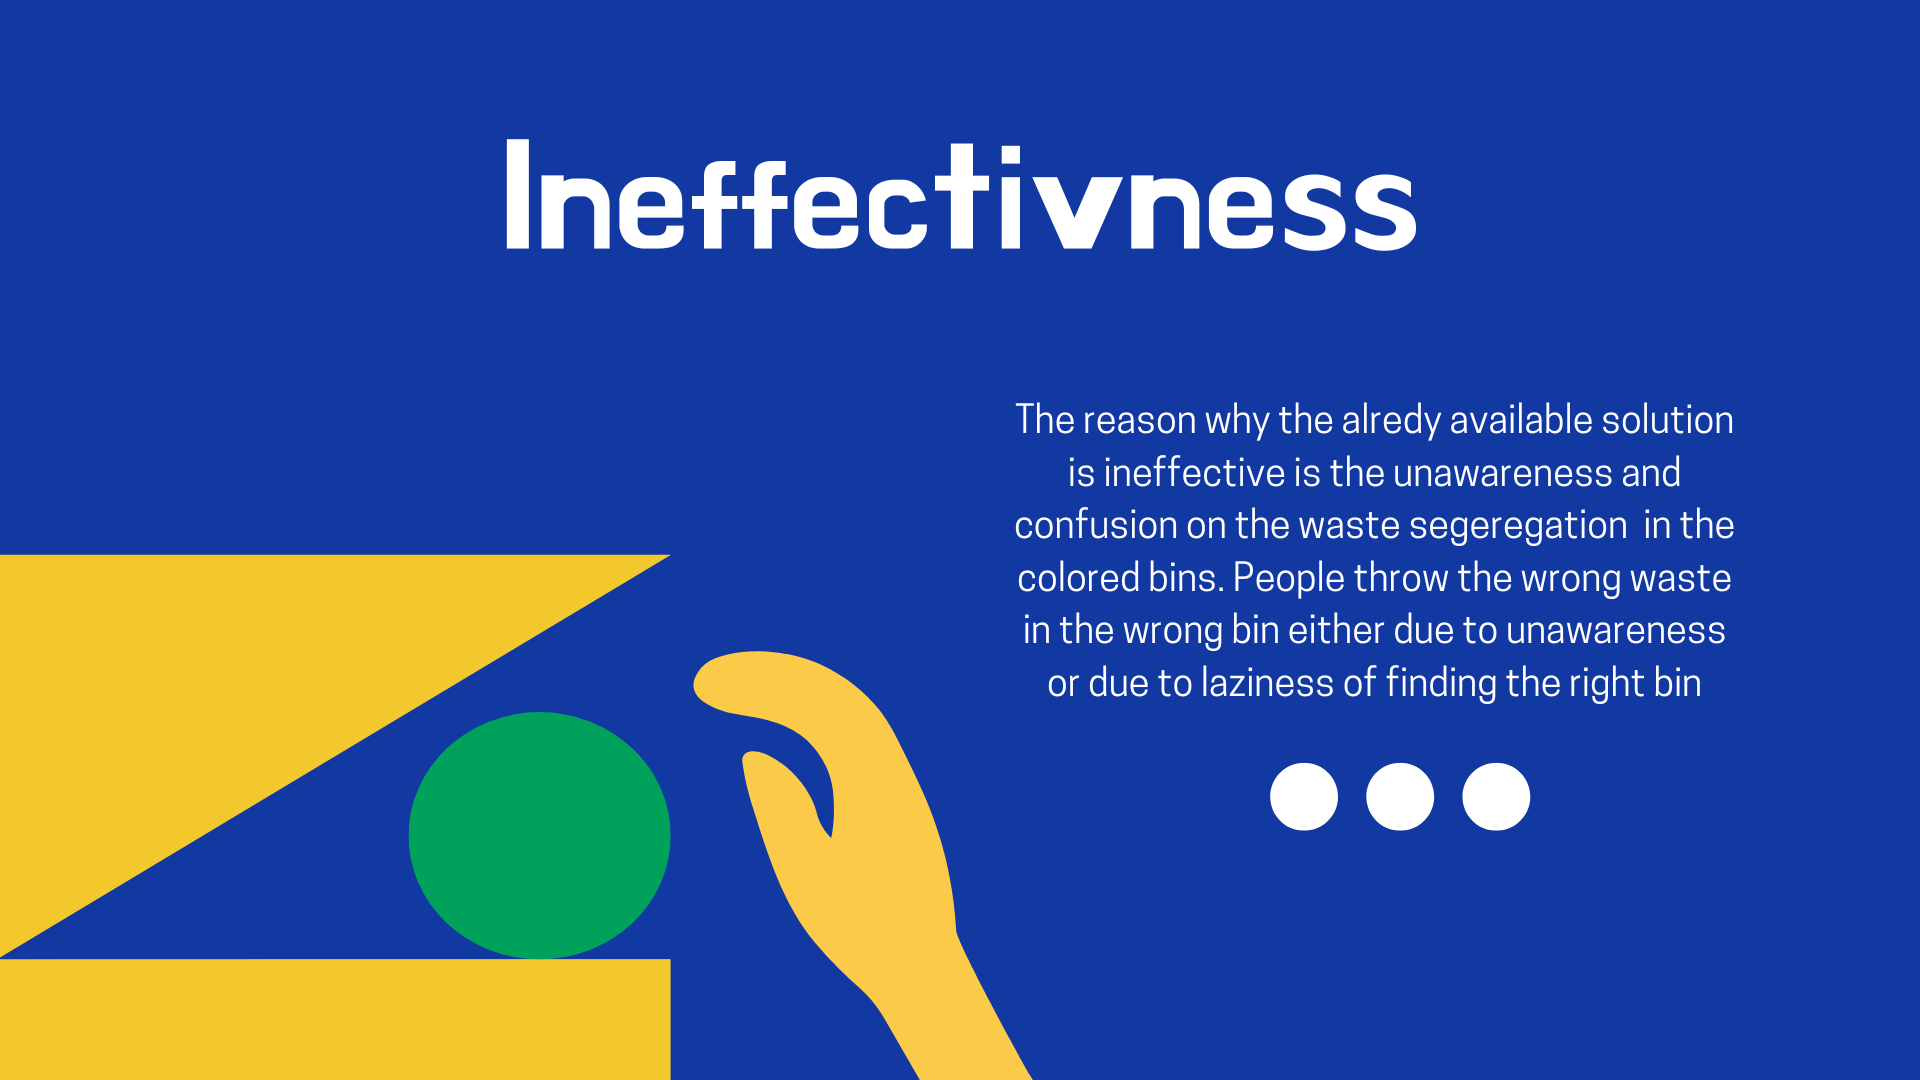 Ineffectivness
The reason why the alredy available solution
is ineffective is the unawareness and
confusion on the waste segeregation  in the
colored bins. People throw the wrong waste
in the wrong bin either due to unawareness
or due to laziness of finding the right bin